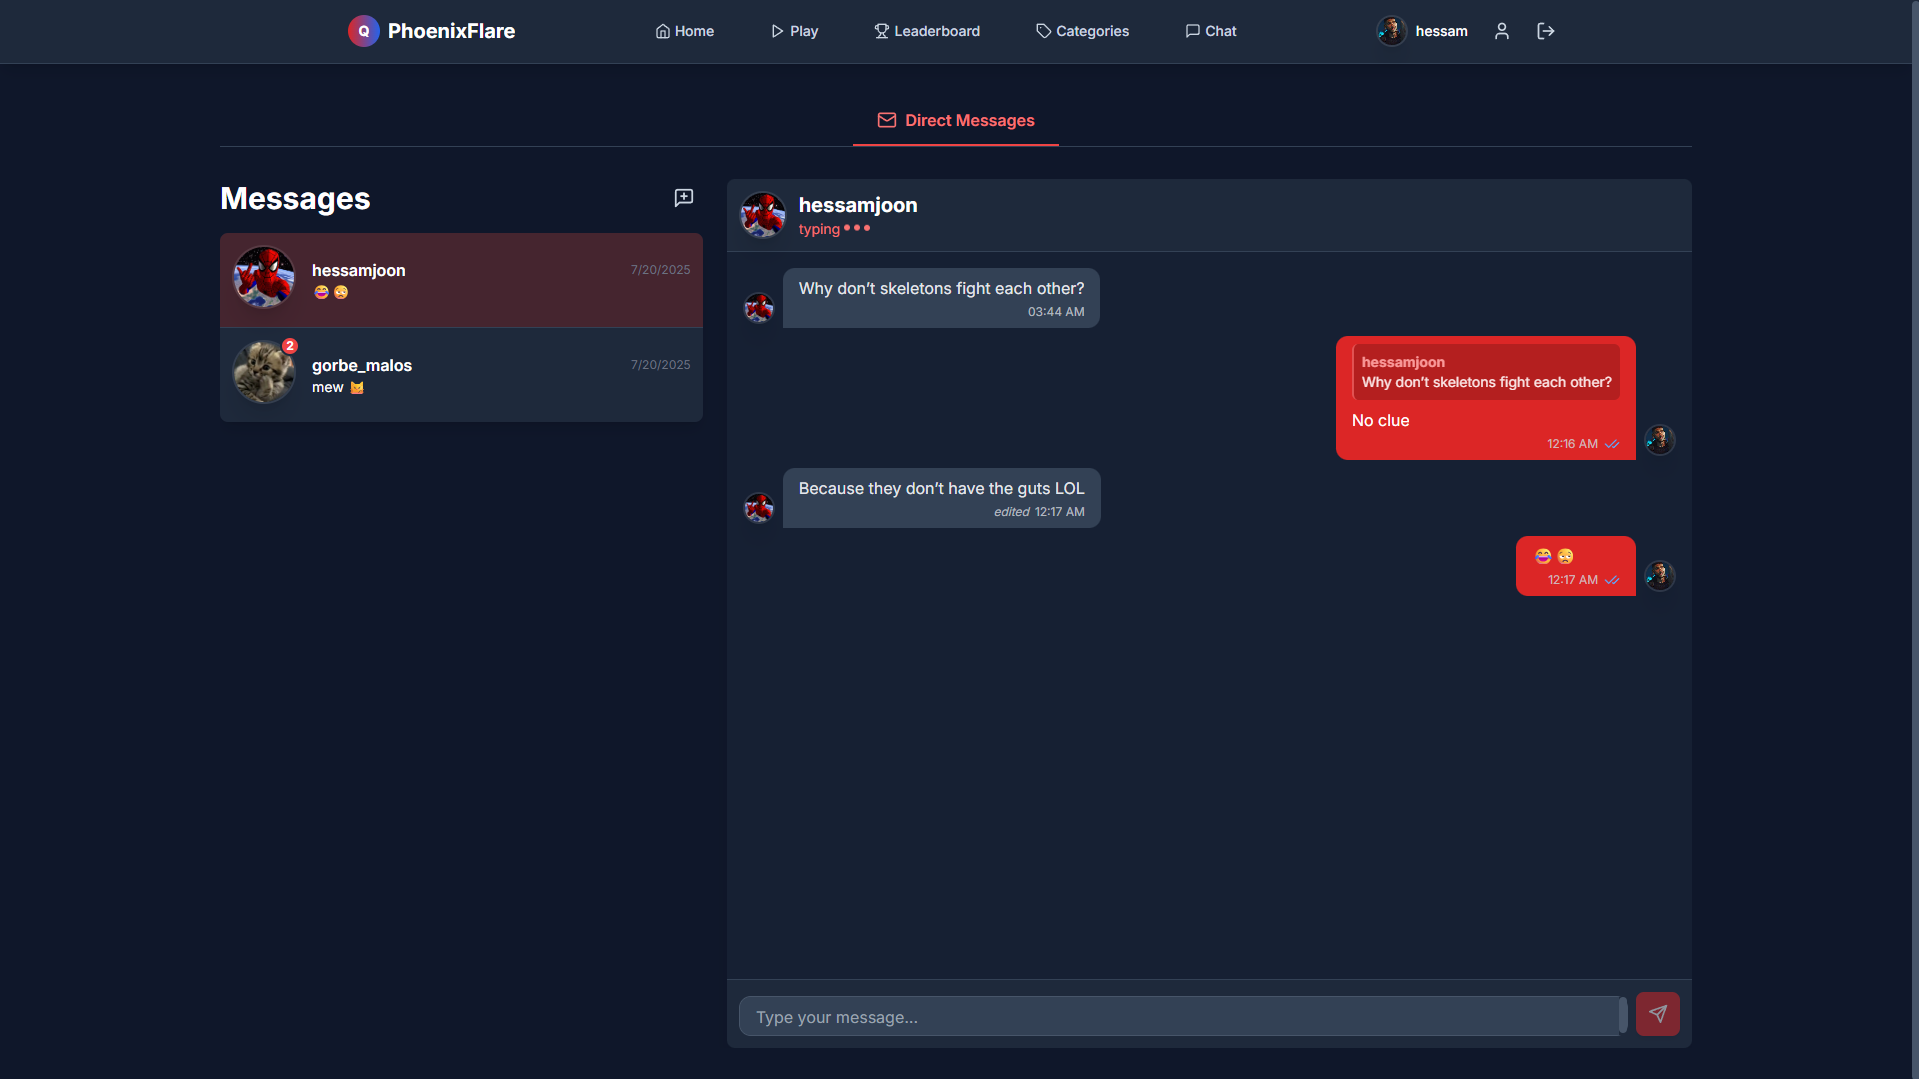 Q PhoenixFlare
Home
Play
Leaderboard
Categories
Chat
hessam
Direct Messages
Messages
hessamjoon
7/20/2025
😂 😒
2
gorbe_malos
7/20/2025
mew 🐱
hessamjoon
typing
Why don’t skeletons fight each other?
03:44 AM
hessamjoon
Why don’t skeletons fight each other?
No clue
12:16 AM
Because they don’t have the guts LOL
edited 12:17 AM
12:17 AM
Type your message...